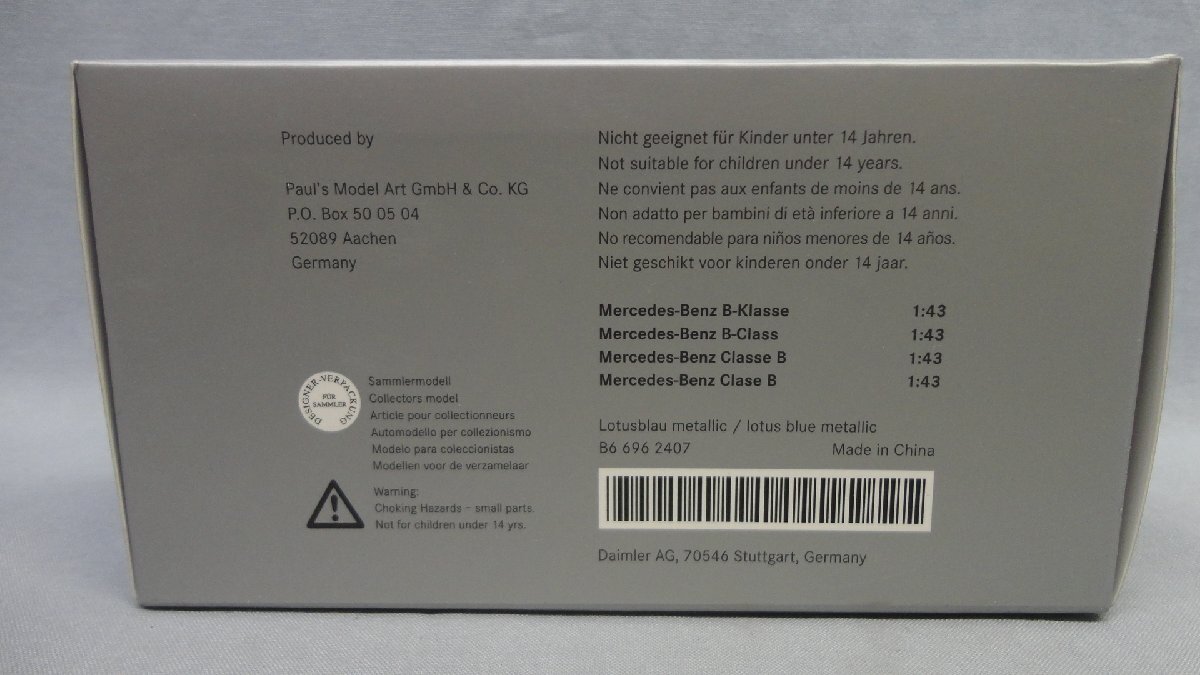 Produced by
Paul's Model Art GmbH & Co. KG
P.O. Box 50 05 04
52089 Aachen
Germany
DESIGNER-VERPACKUNG
FÜR
SAMMLER
Sammlermodell
Collectors model
Article pour collectionneurs
Automodello per collezionismo
Modelo para coleccionistas
Modellen voor de verzamelaar
Warning:
Choking Hazards - small parts.
Not for children under 14 yrs.
Nicht geeignet für Kinder unter 14 Jahren.
Not suitable for children under 14 years.
Ne convient pas aux enfants de moins de 14 ans.
Non adatto per bambini di età inferiore a 14 anni.
No recomendable para niños menores de 14 años.
Niet geschikt voor kinderen onder 14 jaar.
Mercedes-Benz B-Klasse 1:43
Mercedes-Benz B-Class 1:43
Mercedes-Benz Classe B 1:43
Mercedes-Benz Clase B 1:43
Lotusblau metallic / lotus blue metallic
B6 696 2407 Made in China
Daimler AG, 70546 Stuttgart, Germany